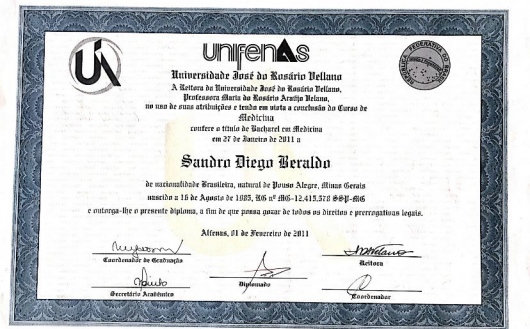 unifenas
Universidade José do Rosário Vellano
A Reitora da Universidade José do Rosário Vellano,
Professora Maria do Rosário Araújo Velano,
no uso de suas atribuições e tendo em vista a conclusão do Curso de
Medicina
confere o título de Bacharel em Medicina
em 27 de Janeiro de 2011 a
Sandro Diego Beraldo
de nacionalidade Brasileira, natural de Pouso Alegre, Minas Gerais
nascido a 16 de Agosto de 1985, RG nº MG-12,415,578 SSP-MG
e outorga-lhe o presente diploma, a fim de que possa gozar de todos os direitos e prerrogativas legais.
Alfenas, 01 de Fevereiro de 2011
Coordenador de Graduação
Reitora
Secretário Acadêmico
Diplomado
Coordenador